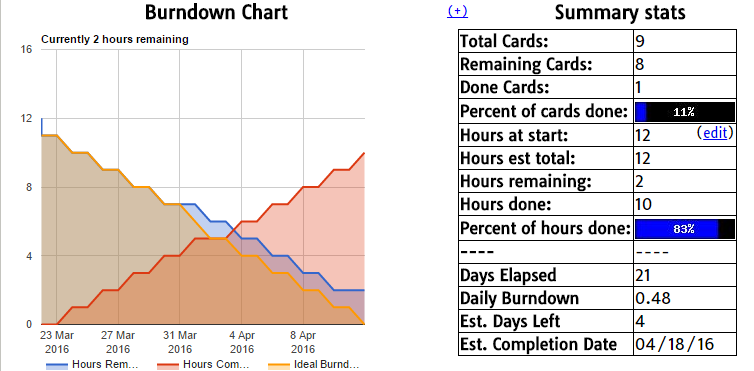 Burndown Chart
Currently 2 hours remaining
16
12
8
4
0
23 Mar 2016
27 Mar 2016
31 Mar 2016
4 Apr 2016
8 Apr 2016
Hours Rem...
Hours Com...
Ideal Burnd...
(+)
Summary stats
Total Cards: 9
Remaining Cards: 8
Done Cards: 1
Percent of cards done: 11%
Hours at start: 12 (edit)
Hours est total: 12
Hours remaining: 2
Hours done: 10
Percent of hours done: 83%
---- ----
Days Elapsed 21
Daily Burndown 0.48
Est. Days Left 4
Est. Completion Date 04/18/16